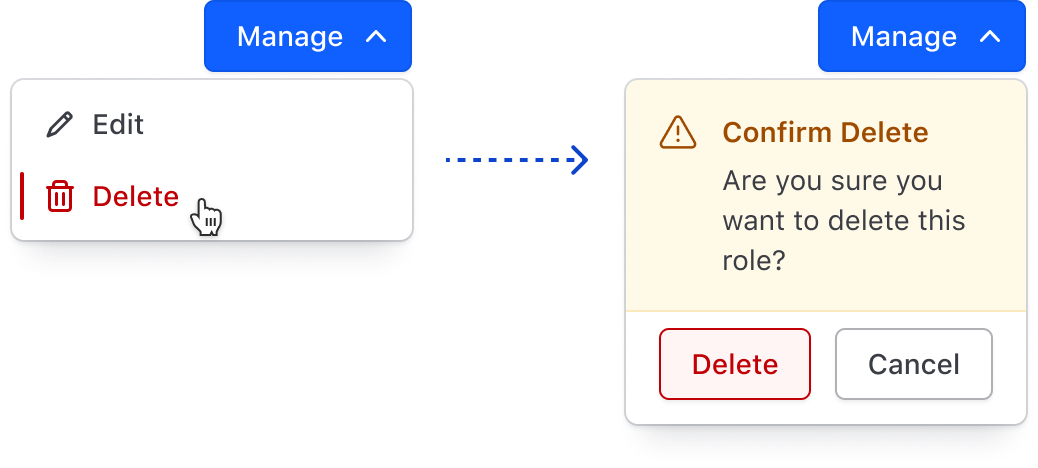 Manage
Edit
Delete
Manage
Confirm Delete
Are you sure you
want to delete this
role?
Delete
Cancel